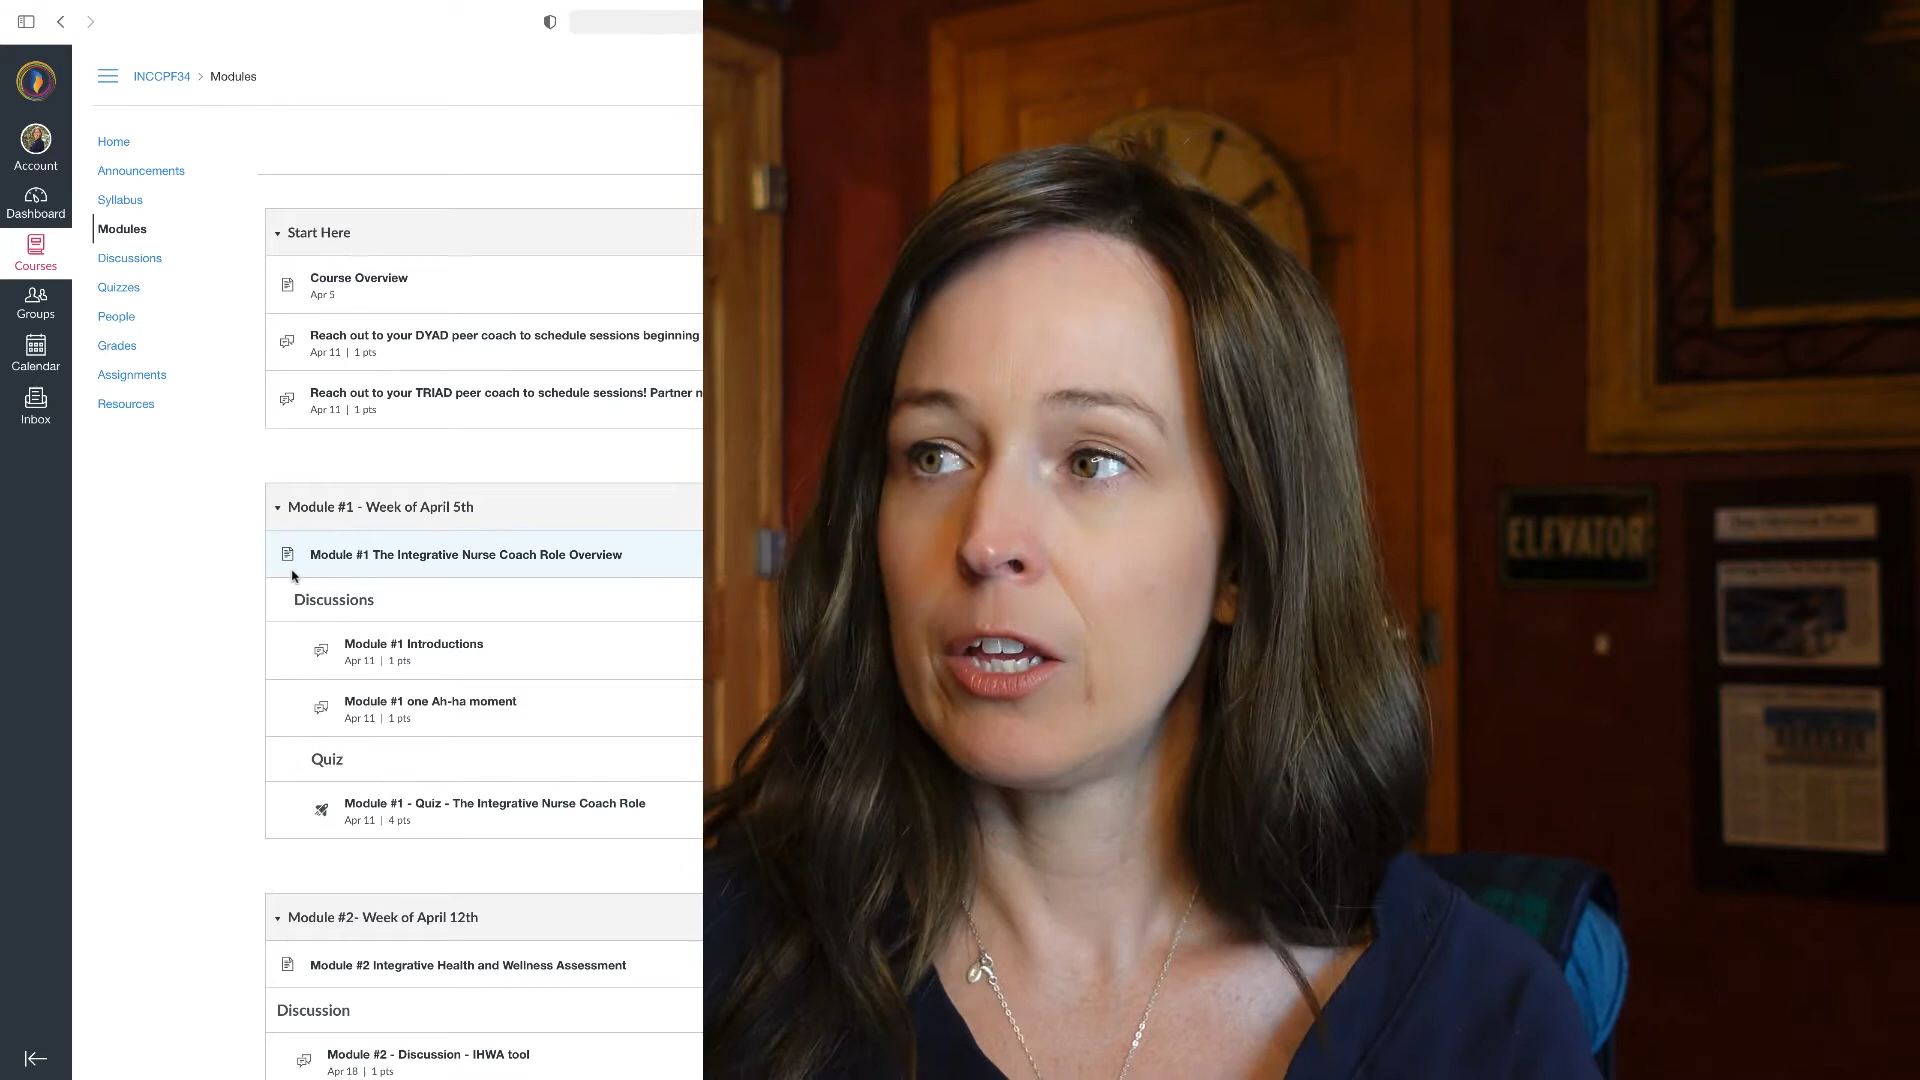 INCCPF34 > Modules
Account
Dashboard
Courses
Groups
Calendar
Inbox
Home
Announcements
Syllabus
Modules
Discussions
Quizzes
People
Grades
Assignments
Resources
Start Here
Course Overview
Apr 5
Reach out to your DYAD peer coach to schedule sessions beginning
Apr 11 | 1 pts
Reach out to your TRIAD peer coach to schedule sessions! Partner n
Apr 11 | 1 pts
Module #1 - Week of April 5th
Module #1 The Integrative Nurse Coach Role Overview
Discussions
Module #1 Introductions
Apr 11 | 1 pts
Module #1 one Ah-ha moment
Apr 11 | 1 pts
Quiz
Module #1 - Quiz - The Integrative Nurse Coach Role
Apr 11 | 4 pts
Module #2- Week of April 12th
Module #2 Integrative Health and Wellness Assessment
Discussion
Module #2 - Discussion - IHWA tool
Apr 18 | 1 pts
ELEVATOR